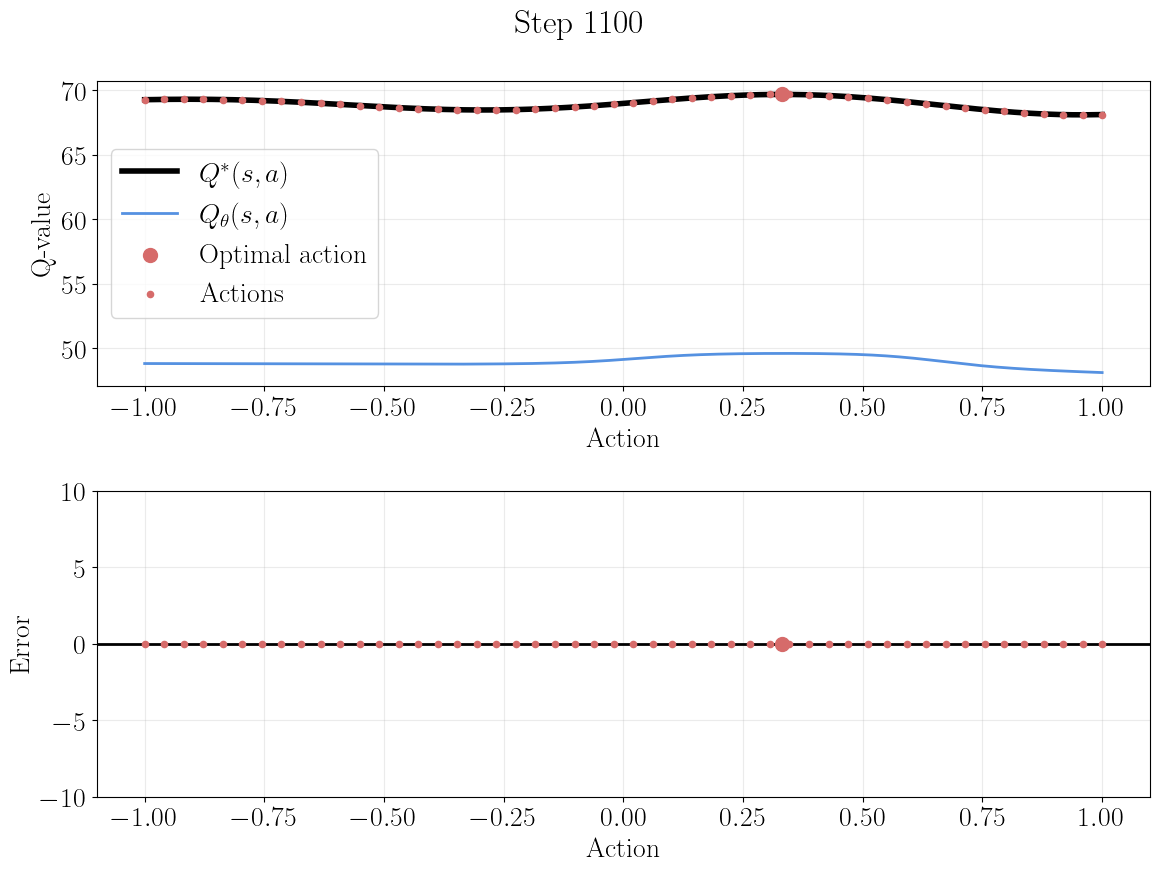 Step 1100
70
65
60
55
50
Q-value
Q*(s, a)
Q_θ(s, a)
Optimal action
Actions
−1.00 −0.75 −0.50 −0.25 0.00 0.25 0.50 0.75 1.00
Action
10
5
0
−5
−10
Error
−1.00 −0.75 −0.50 −0.25 0.00 0.25 0.50 0.75 1.00
Action